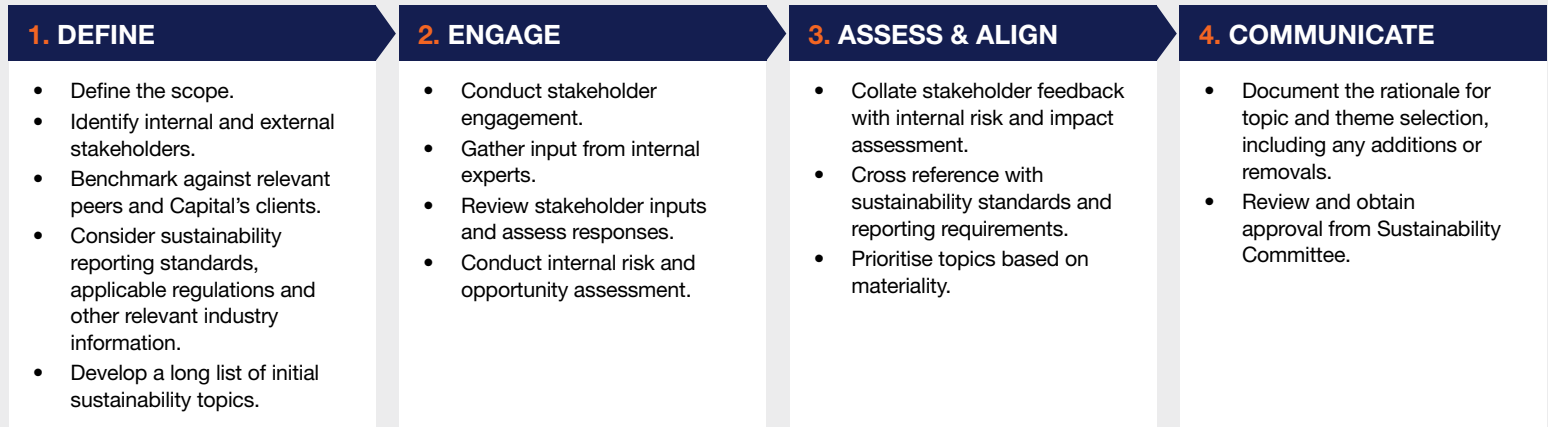 1. DEFINE
• Define the scope.
• Identify internal and external
stakeholders.
• Benchmark against relevant
peers and Capital’s clients.
• Consider sustainability
reporting standards,
applicable regulations and
other relevant industry
information.
• Develop a long list of initial
sustainability topics.
2. ENGAGE
• Conduct stakeholder
engagement.
• Gather input from internal
experts.
• Review stakeholder inputs
and assess responses.
• Conduct internal risk and
opportunity assessment.
3. ASSESS & ALIGN
• Collate stakeholder feedback
with internal risk and impact
assessment.
• Cross reference with
sustainability standards and
reporting requirements.
• Prioritise topics based on
materiality.
4. COMMUNICATE
• Document the rationale for
topic and theme selection,
including any additions or
removals.
• Review and obtain
approval from Sustainability
Committee.